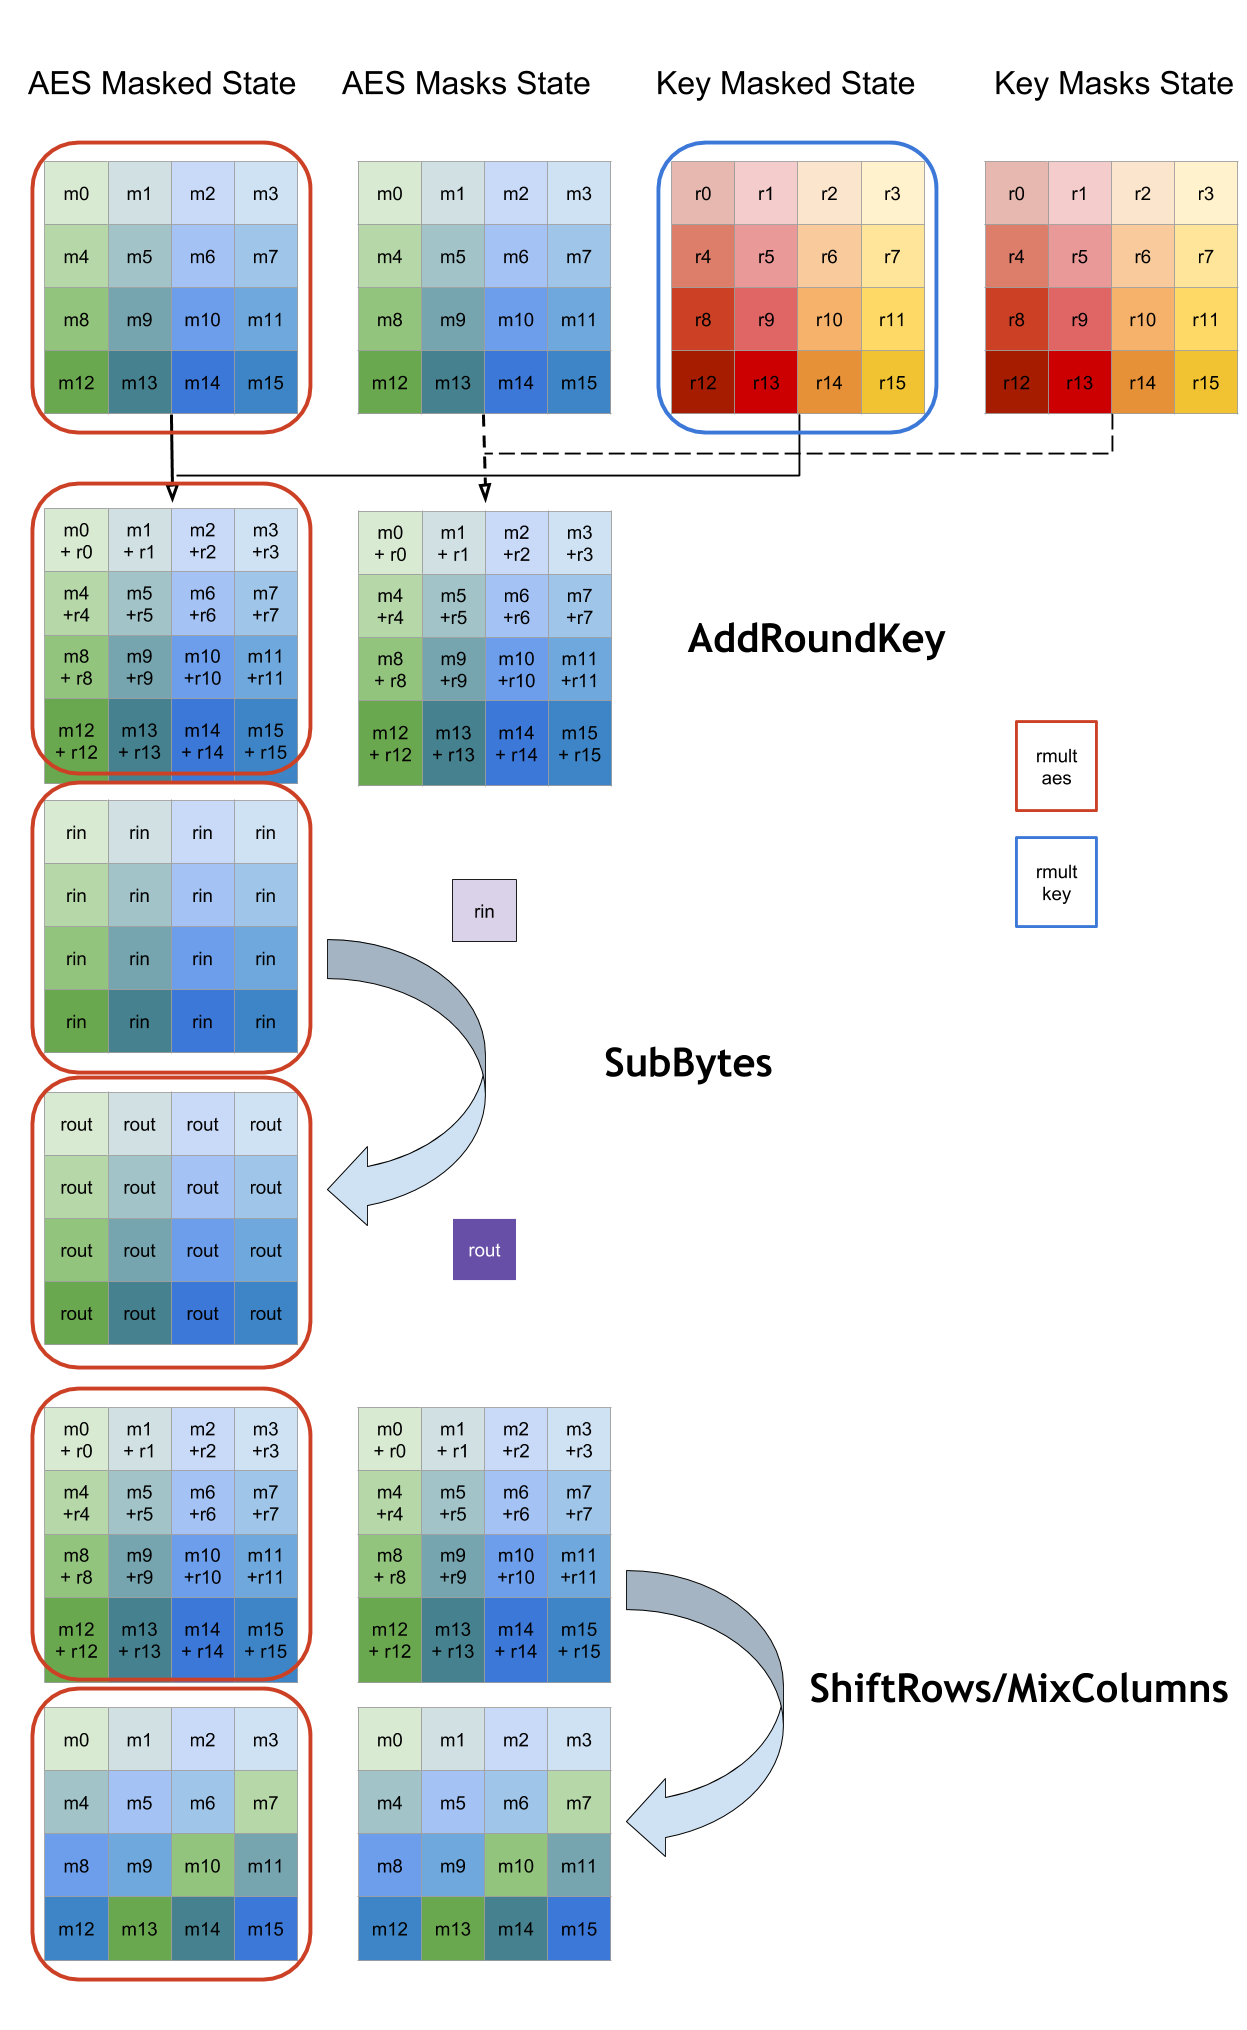 AES Masked State AES Masks State Key Masked State Key Masks State
m0 m1 m2 m3 m0 m1 m2 m3 r0 r1 r2 r3 r0 r1 r2 r3
m4 m5 m6 m7 m4 m5 m6 m7 r4 r5 r6 r7 r4 r5 r6 r7
m8 m9 m10 m11 m8 m9 m10 m11 r8 r9 r10 r11 r8 r9 r10 r11
m12 m13 m14 m15 m12 m13 m14 m15 r12 r13 r14 r15 r12 r13 r14 r15
m0 m1 m2 m3 m0 m1 m2 m3
+ r0 + r1 +r2 +r3 + r0 + r1 +r2 +r3
m4 m5 m6 m7 m4 m5 m6 m7
+r4 +r5 +r6 +r7 +r4 +r5 +r6 +r7
AddRoundKey
m8 m9 m10 m11 m8 m9 m10 m11
+ r8 +r9 +r10 +r11 + r8 +r9 +r10 +r11
m12 m13 m14 m15 m12 m13 m14 m15
+ r12 + r13 + r14 + r15 + r12 + r13 + r14 + r15
rmult
aes
rin rin rin rin
rmult
key
rin rin rin rin
rin
rin rin rin rin
rin rin rin rin
SubBytes
rout rout rout rout
rout rout rout rout
rout rout rout rout
rout
rout rout rout rout
m0 m1 m2 m3 m0 m1 m2 m3
+ r0 + r1 +r2 +r3 + r0 + r1 +r2 +r3
m4 m5 m6 m7 m4 m5 m6 m7
+r4 +r5 +r6 +r7 +r4 +r5 +r6 +r7
m8 m9 m10 m11 m8 m9 m10 m11
+ r8 +r9 +r10 +r11 + r8 +r9 +r10 +r11
m12 m13 m14 m15 m12 m13 m14 m15
+ r12 + r13 + r14 + r15 + r12 + r13 + r14 + r15
ShiftRows/MixColumns
m0 m1 m2 m3 m0 m1 m2 m3
m4 m5 m6 m7 m4 m5 m6 m7
m8 m9 m10 m11 m8 m9 m10 m11
m12 m13 m14 m15 m12 m13 m14 m15